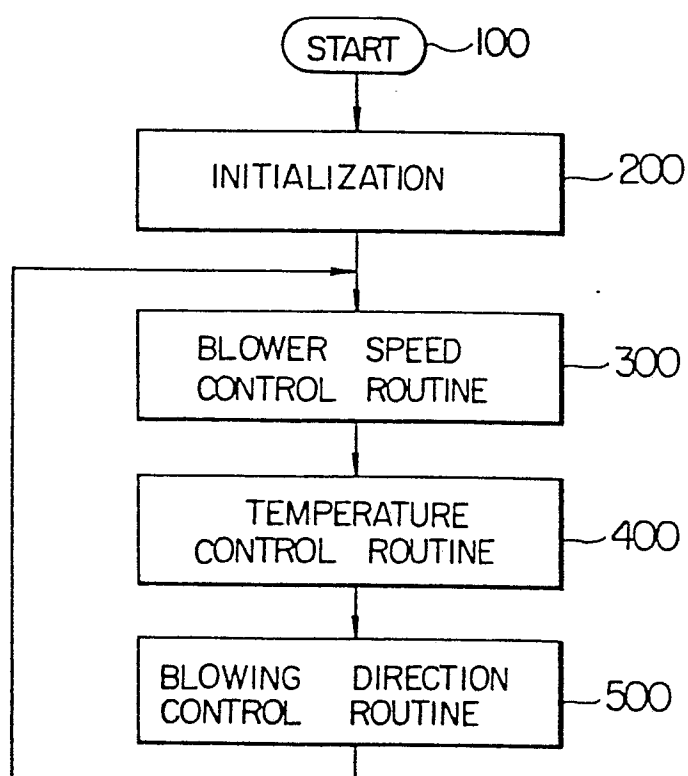 START 100
INITIALIZATION 200
BLOWER SPEED
CONTROL ROUTINE 300
TEMPERATURE
CONTROL ROUTINE 400
BLOWING DIRECTION
CONTROL ROUTINE 500